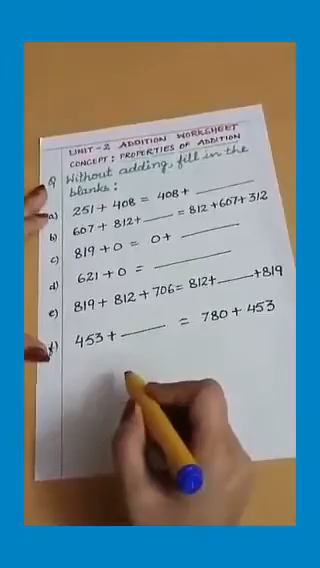 UNIT-2 ADDITION WORKSHEET
CONCEPT: PROPERTIES OF ADDITION
Q Without adding, fill in the
blanks:
a) 251 + 408 = 408 + ______
b) 607 + 812 + ____ = 812 + 607 + 312
c) 819 + 0 = 0 + ______
d) 621 + 0 = ______
e) 819 + 812 + 706 = 812 + ____ + 819
f) 453 + ______ = 780 + 453